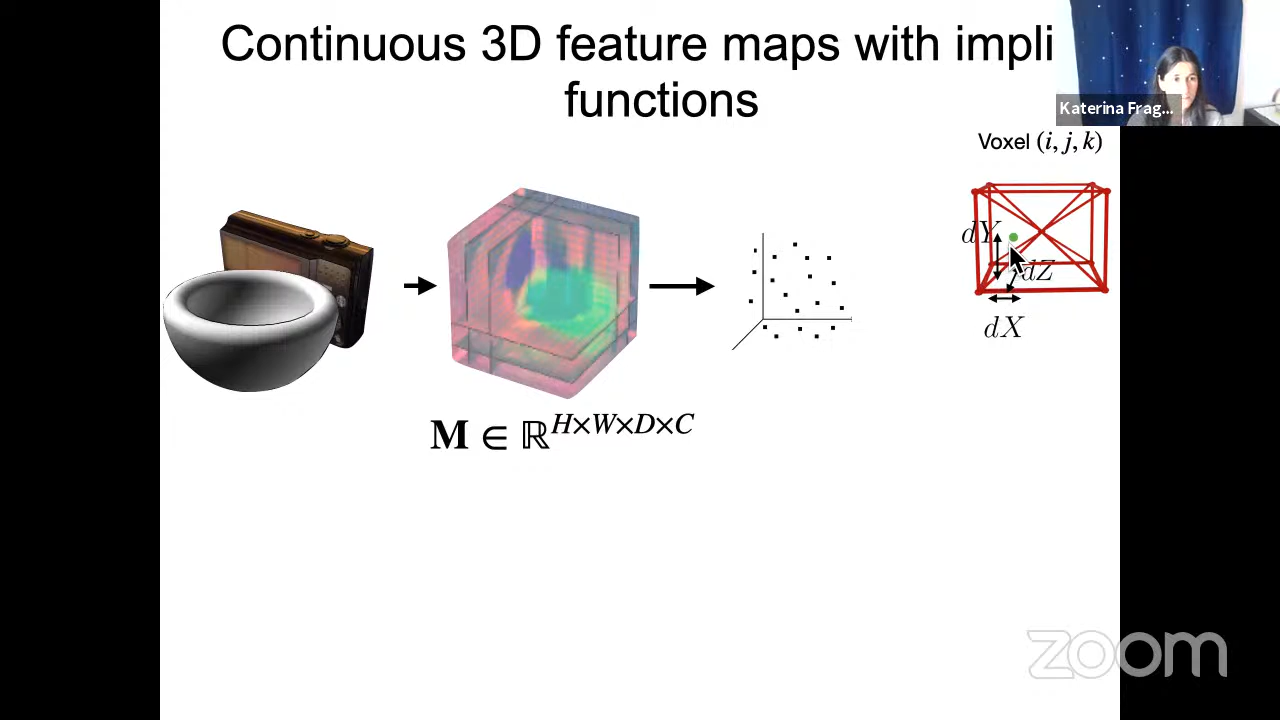 Continuous 3D feature maps with impli
functions
Katerina Frag...
Voxel (i, j, k)
dY
dZ
dX
M ∈ ℝ^{H×W×D×C}
zoom